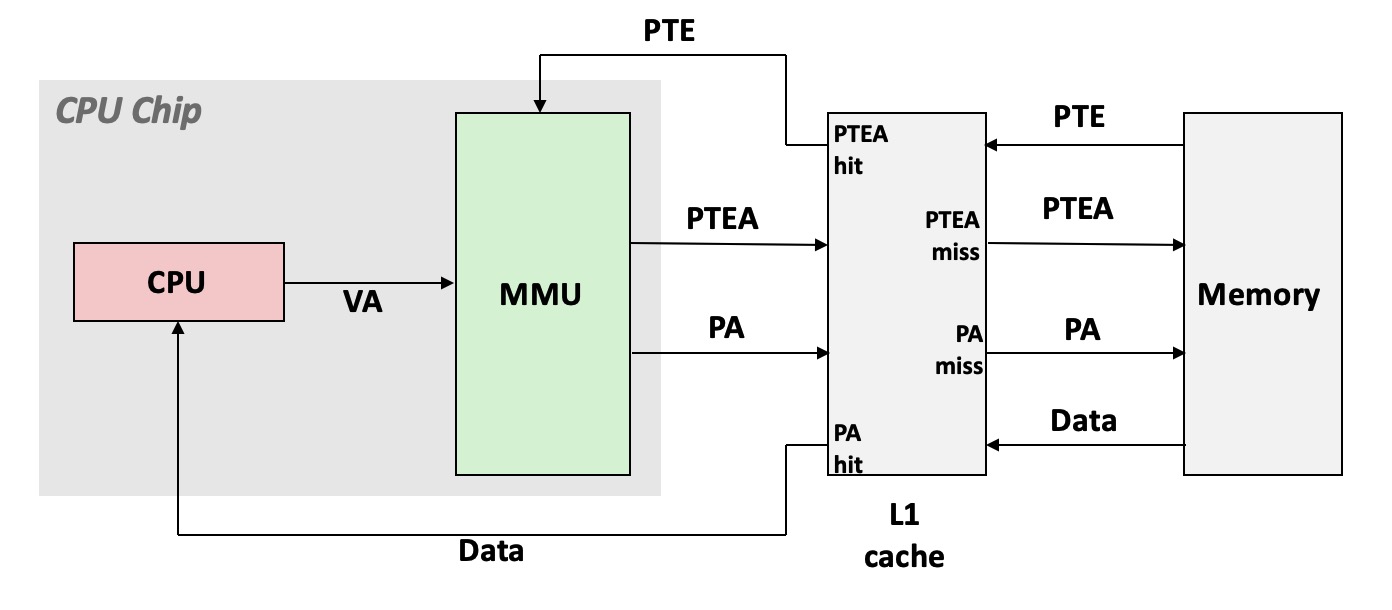 PTE
CPU Chip
PTEA
hit
PTE
PTEA
PTEA
miss
PTEA
CPU
VA
MMU
Memory
PA
PA
miss
PA
PA
hit
Data
L1
cache
Data